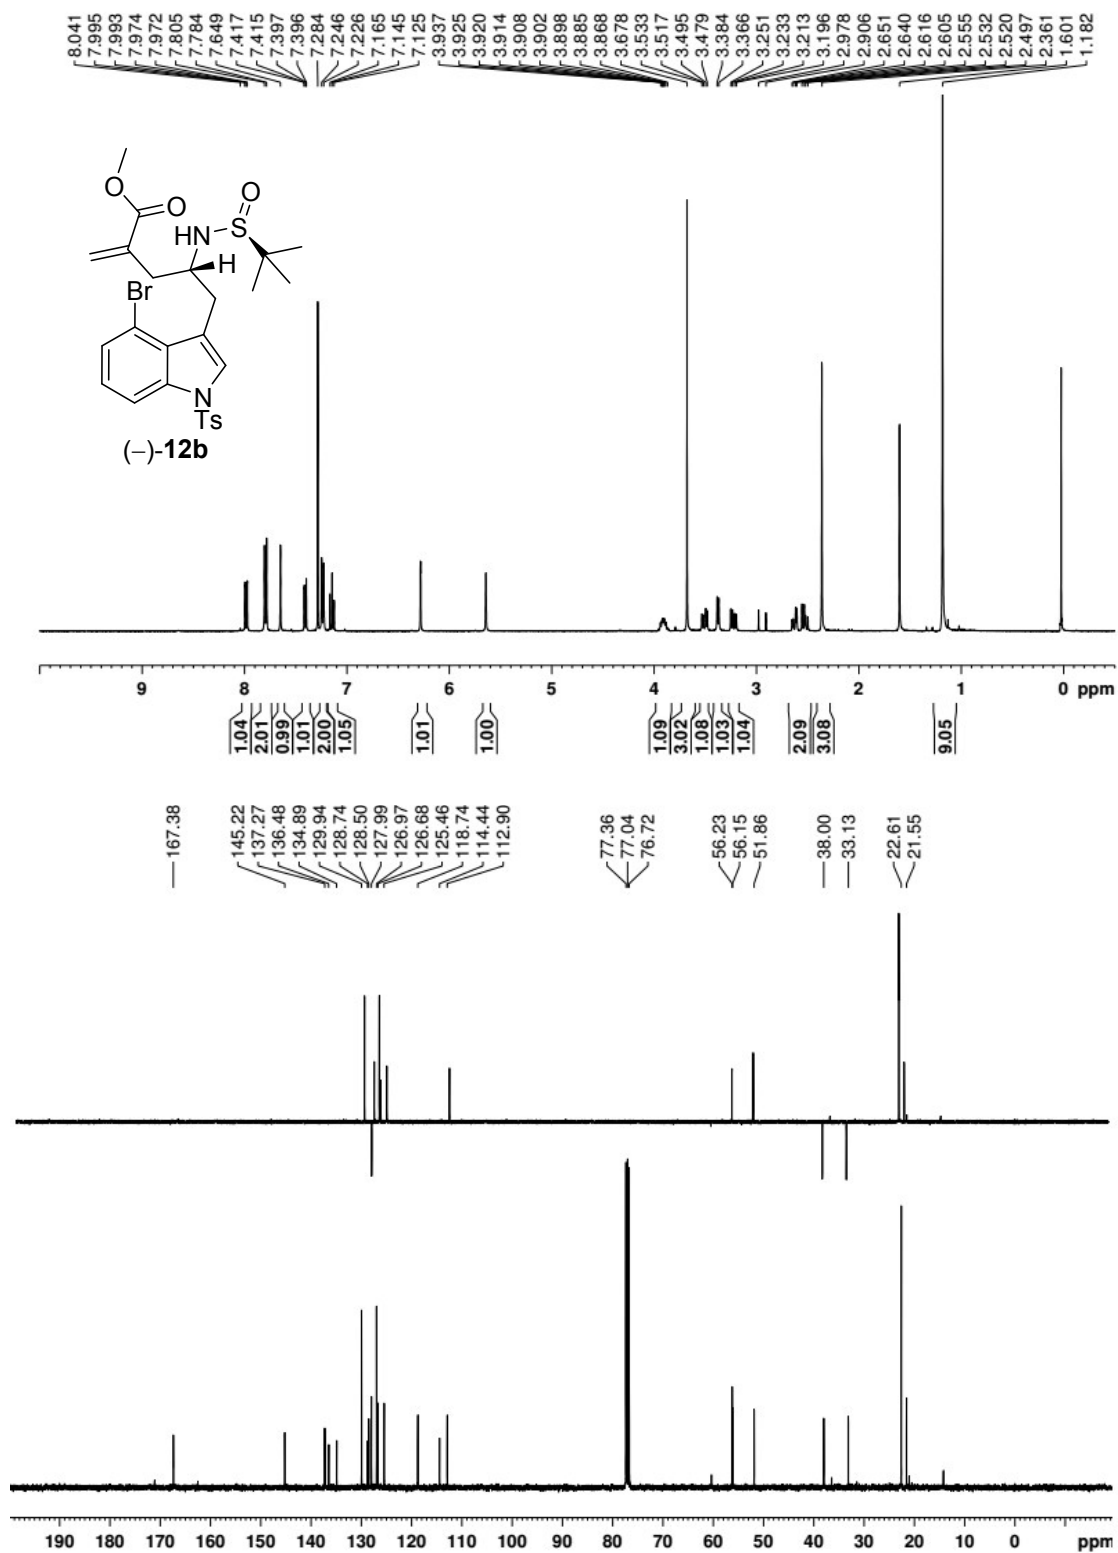 8.041 7.995 7.993 7.974 7.972 7.805 7.784 7.649 7.417 7.415 7.397 7.396 7.284 7.246 7.226 7.165 7.145 7.125 3.937 3.925 3.920 3.914 3.908 3.902 3.898 3.885 3.868 3.678 3.533 3.517 3.495 3.479 3.384 3.366 3.251 3.233 3.213 3.196 2.978 2.906 2.651 2.640 2.616 2.605 2.555 2.532 2.520 2.497 2.361 1.601 1.182
O O
O
HN S
H
Br
N
Ts
(−)-12b
9 8 7 6 5 4 3 2 1 0 ppm
1.04 2.01 0.99 1.01 2.00 1.05 1.01 1.00 1.09 3.02 1.08 1.03 1.04 2.09 3.08 9.05
167.38 145.22 137.27 136.48 134.89 129.94 128.74 128.50 127.99 126.97 126.68 125.46 118.74 114.44 112.90 77.36 77.04 76.72 56.23 56.15 51.86 38.00 33.13 22.61 21.55
190 180 170 160 150 140 130 120 110 100 90 80 70 60 50 40 30 20 10 0 ppm